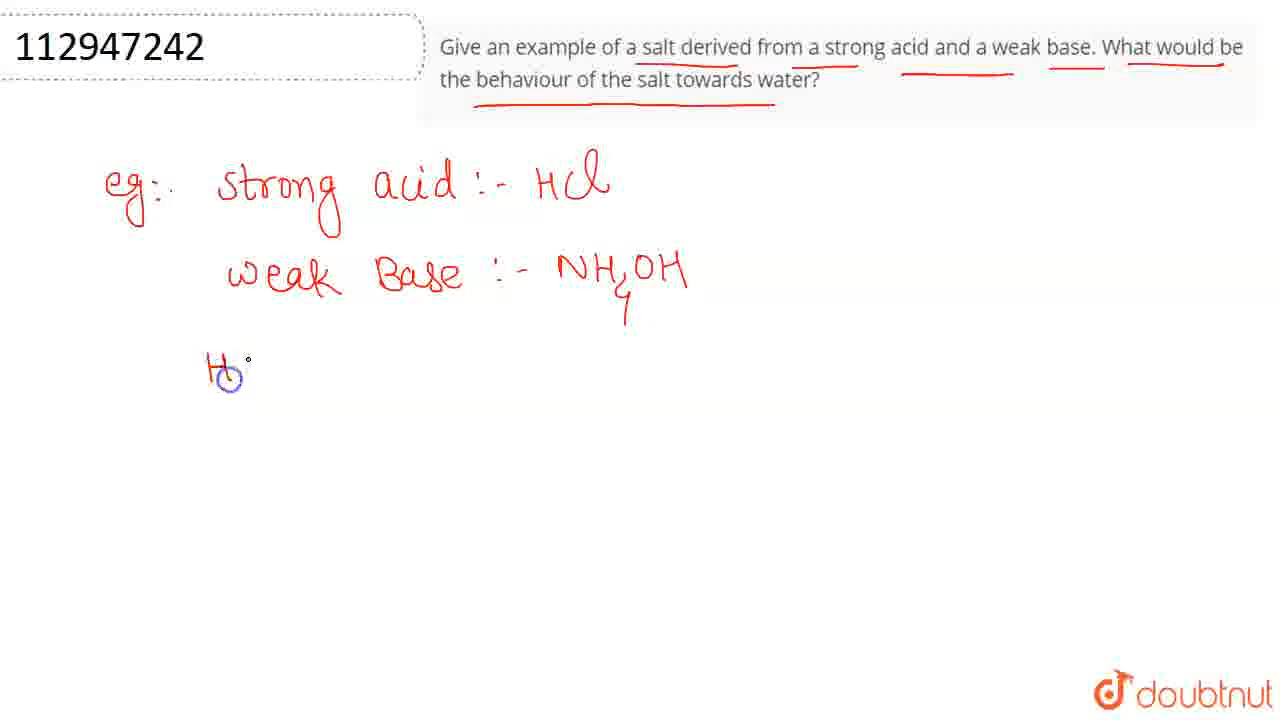 112947242
Give an example of a salt derived from a strong acid and a weak base. What would be
the behaviour of the salt towards water?
eg:- strong acid :- HCl
weak Base :- NH4OH
H
doubtnut